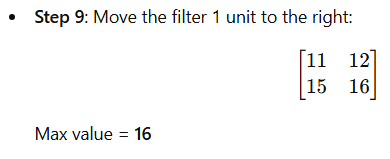 • Step 9: Move the filter 1 unit to the right:
[11 12]
[15 16]
Max value = 16